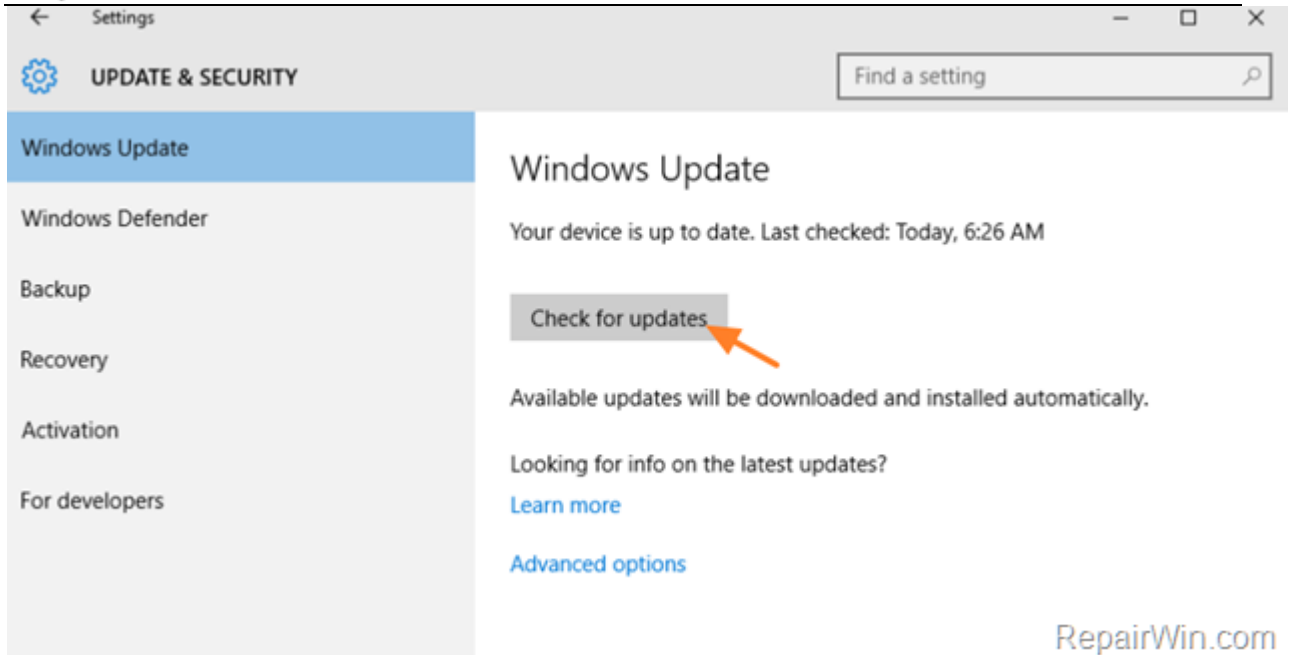 Settings
UPDATE & SECURITY
Find a setting
Windows Update
Windows Defender
Backup
Recovery
Activation
For developers
Windows Update
Your device is up to date. Last checked: Today, 6:26 AM
Check for updates
Available updates will be downloaded and installed automatically.
Looking for info on the latest updates?
Learn more
Advanced options
RepairWin.com